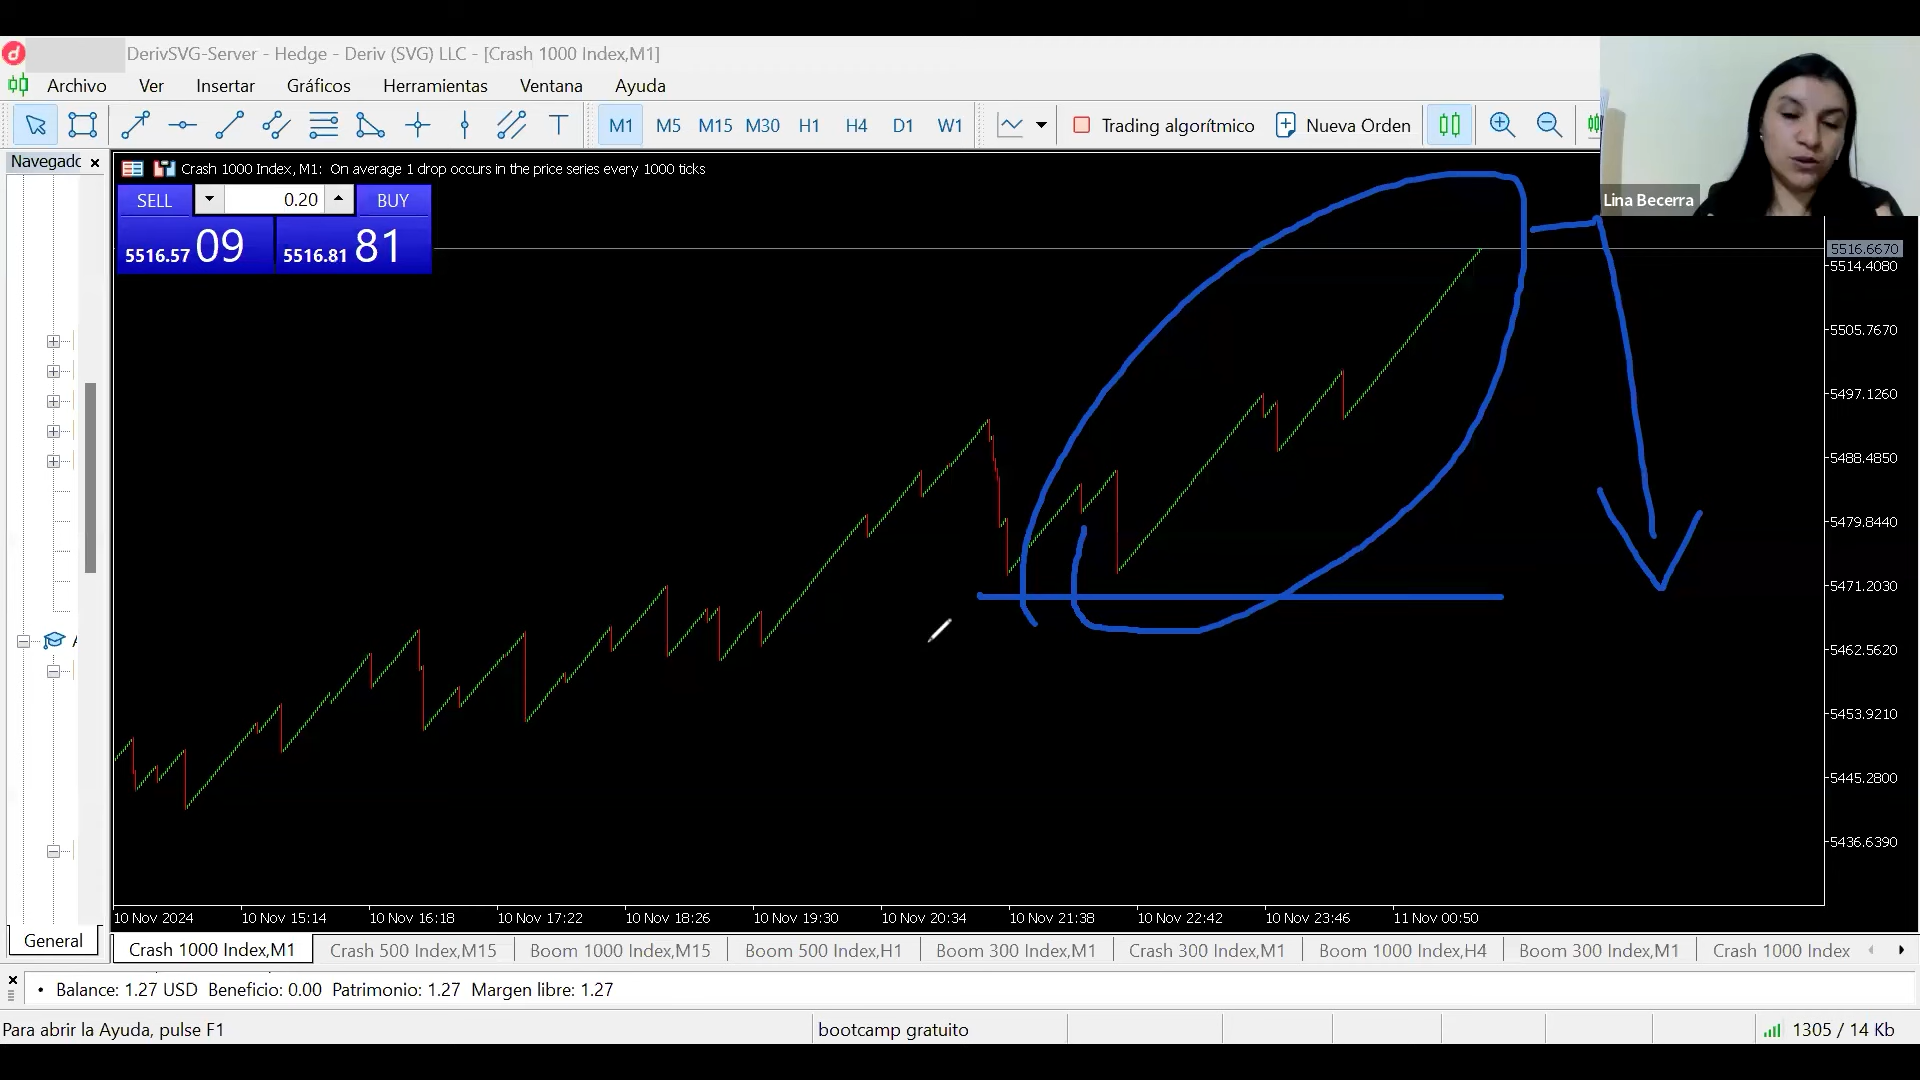 DerivSVG-Server - Hedge - Deriv (SVG) LLC - [Crash 1000 Index,M1]
Archivo Ver Insertar Gráficos Herramientas Ventana Ayuda
T M1 M5 M15 M30 H1 H4 D1 W1 Trading algorítmico Nueva Orden
Navegado
Crash 1000 Index, M1: On average 1 drop occurs in the price series every 1000 ticks
SELL 0.20 BUY
5516.57 09 5516.81 81
Lina Becerra
5516.6670
5514.4080
5505.7670
5497.1260
5488.4850
5479.8440
5471.2030
5462.5620
5453.9210
5445.2800
5436.6390
10 Nov 2024 10 Nov 15:14 10 Nov 16:18 10 Nov 17:22 10 Nov 18:26 10 Nov 19:30 10 Nov 20:34 10 Nov 21:38 10 Nov 22:42 10 Nov 23:46 11 Nov 00:50
General
Crash 1000 Index,M1 Crash 500 Index,M15 Boom 1000 Index,M15 Boom 500 Index,H1 Boom 300 Index,M1 Crash 300 Index,M1 Boom 1000 Index,H4 Boom 300 Index,M1 Crash 1000 Index
• Balance: 1.27 USD Beneficio: 0.00 Patrimonio: 1.27 Margen libre: 1.27
Para abrir la Ayuda, pulse F1
bootcamp gratuito
1305 / 14 Kb